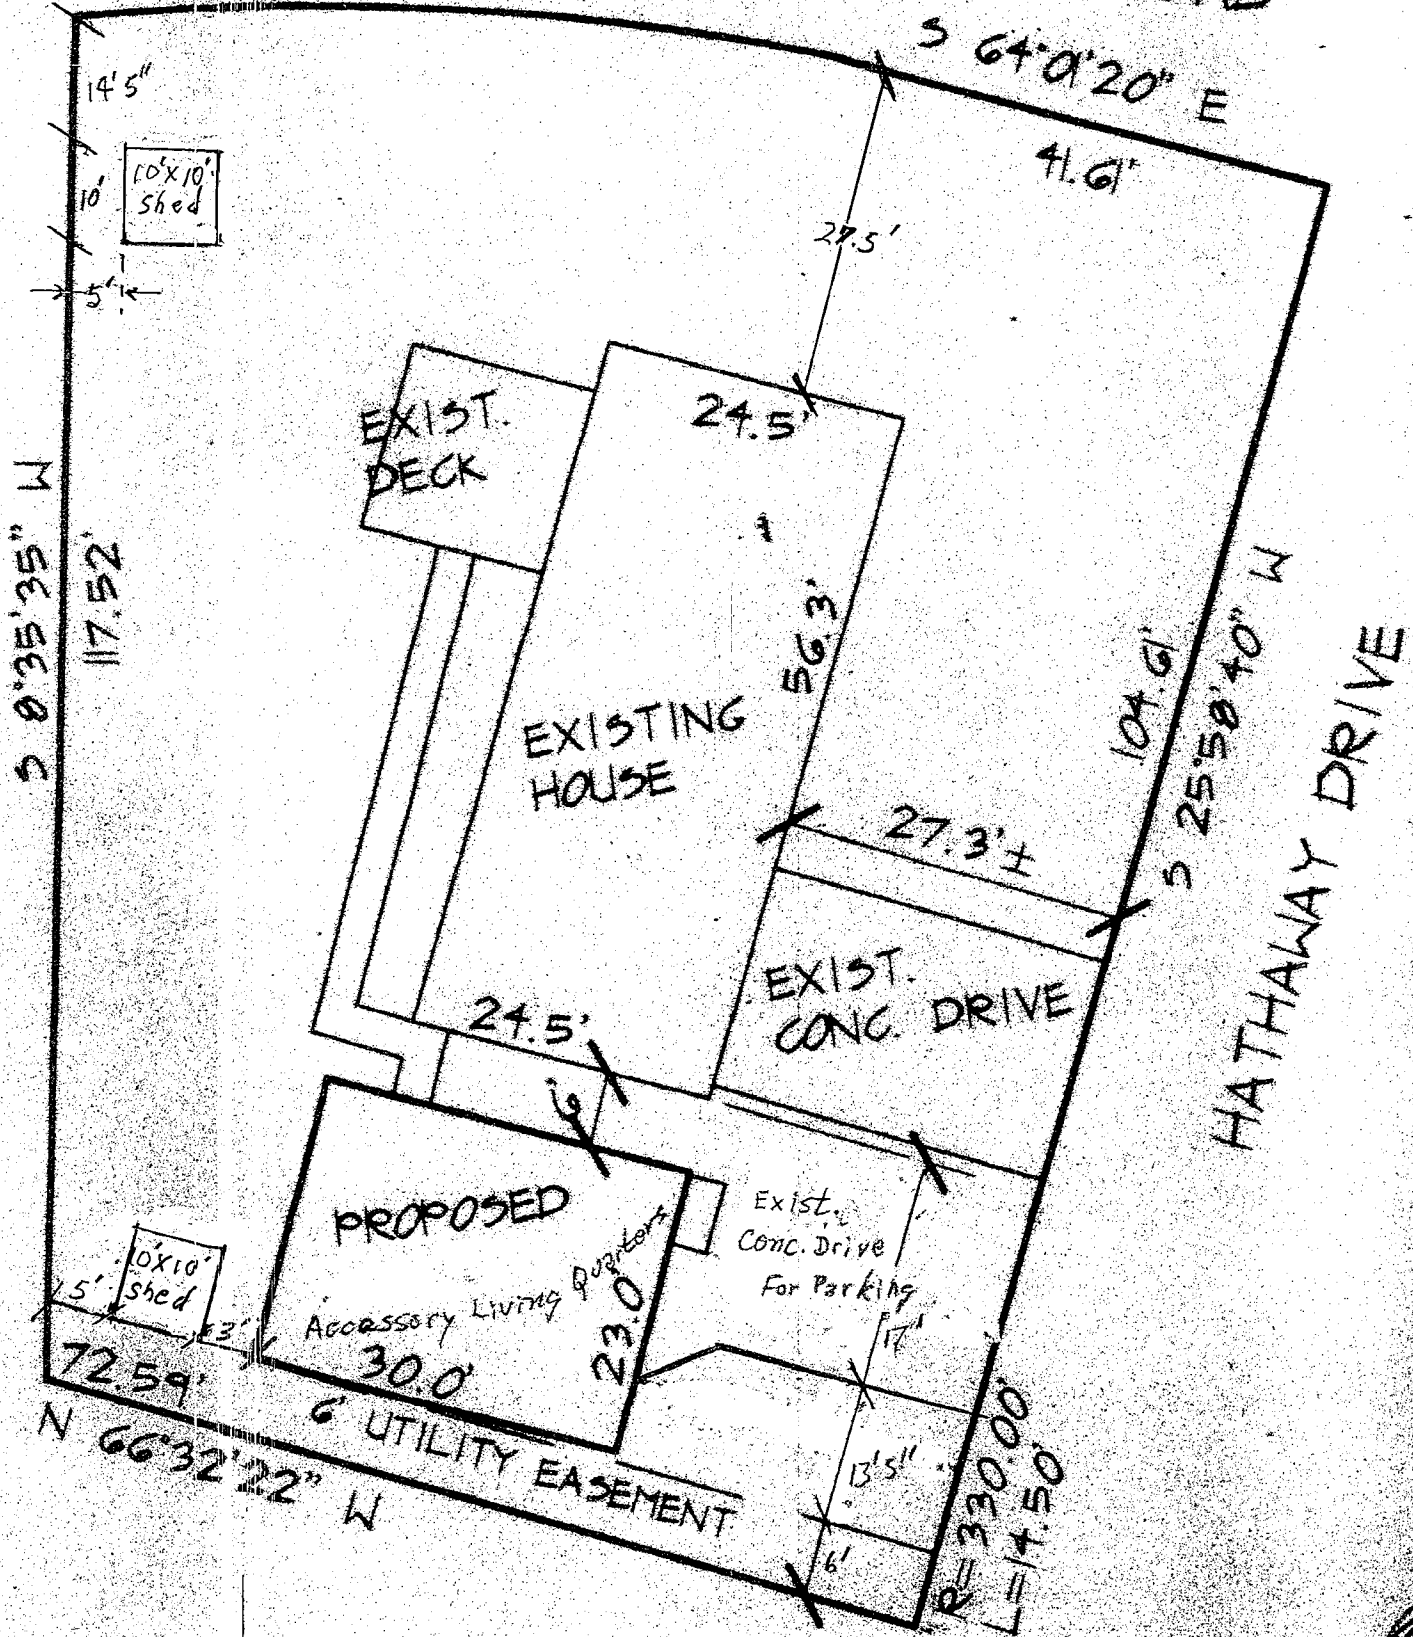 S 64°01'20" E
41.61'
14'5"
10'
10'x10'
shed
5'
27.5'
EXIST.
DECK
24.5'
S 8°35'35" W
117.52'
56.3'
EXISTING
HOUSE
104.61'
S 25°58'40" W
HATHAWAY DRIVE
27.3'±
EXIST.
CONC. DRIVE
24.5'
6'
PROPOSED
Accessory Living Quarters
23.0'
30.0'
Exist.
Conc. Drive
For Parking
17'
10'x10'
shed
5'
3'
72.59'
N 66°32'22" W
6' UTILITY EASEMENT
13'5"
6'
R=330.00'
L=14.50'